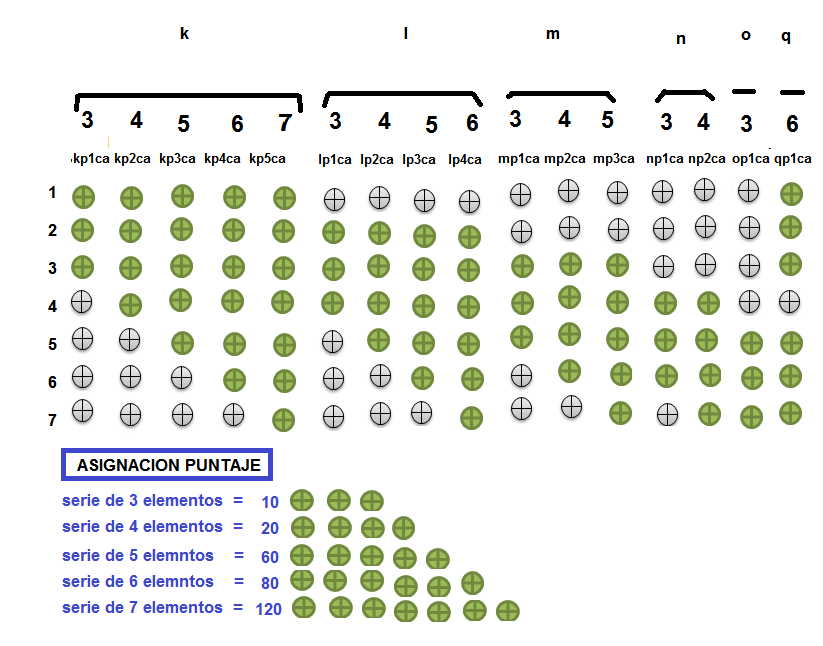 k l m n o q
3 4 5 6 7 3 4 5 6 3 4 5 3 4 3 6
kp1ca kp2ca kp3ca kp4ca kp5ca lp1ca lp2ca lp3ca lp4ca mp1ca mp2ca mp3ca np1ca np2ca op1ca qp1ca
1
2
3
4
5
6
7
ASIGNACION PUNTAJE
serie de 3 elementos = 10
serie de 4 elementos = 20
serie de 5 elemntos = 60
serie de 6 elemntos = 80
serie de 7 elementos = 120